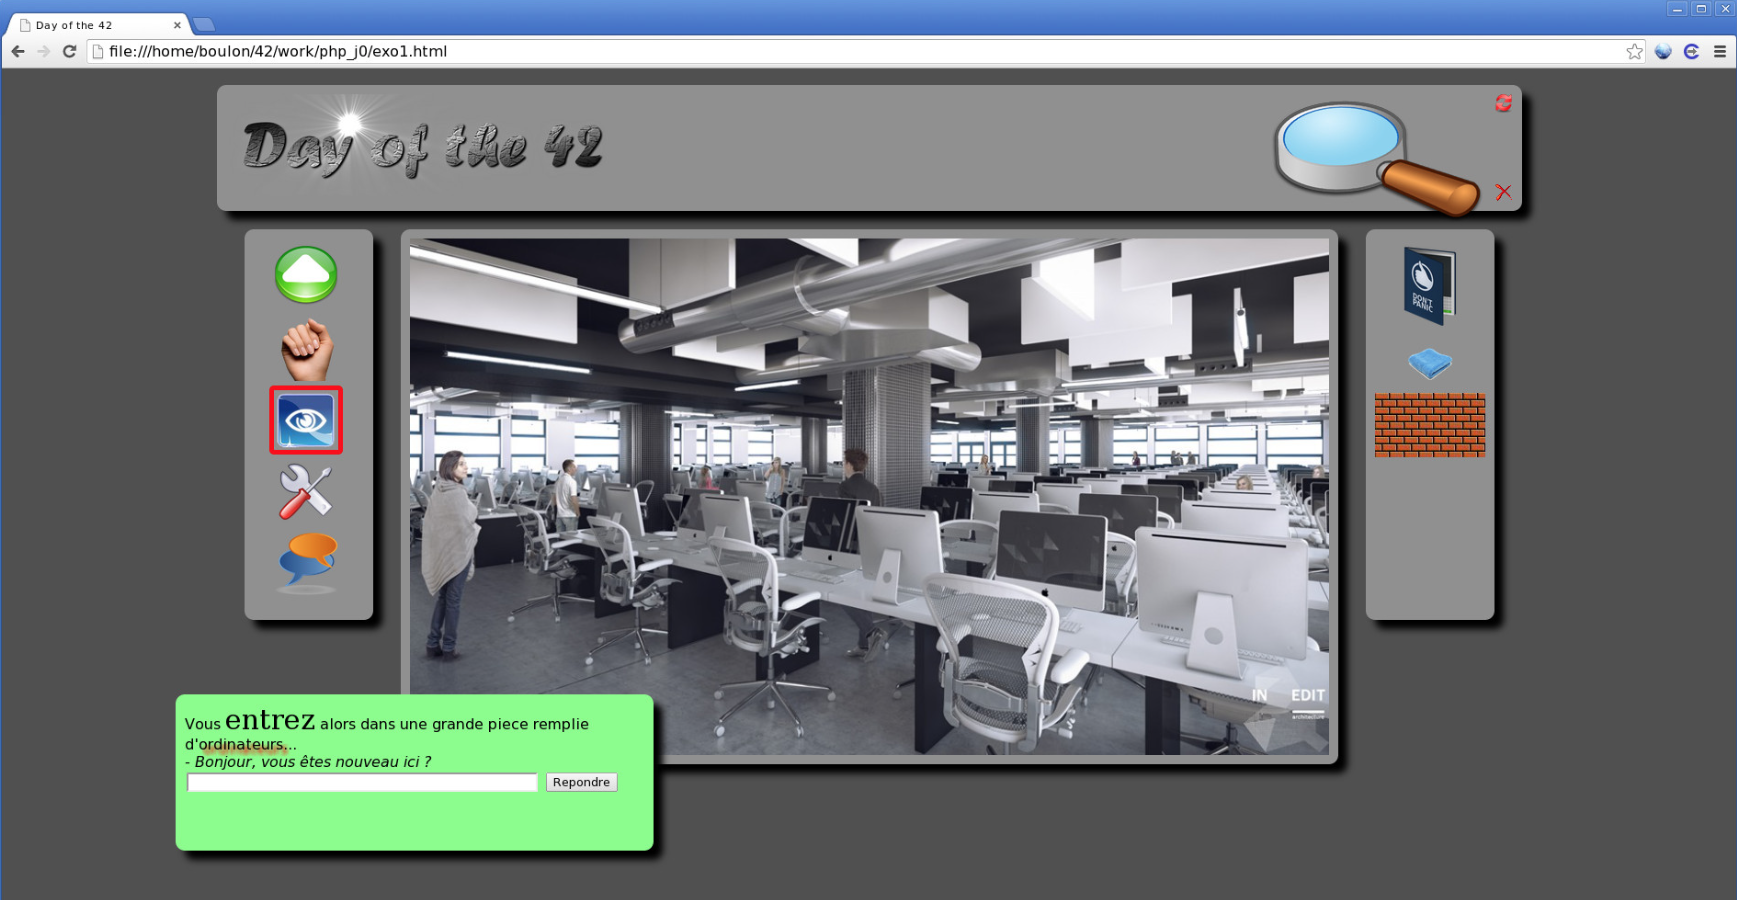 Day of the 42
file:///home/boulon/42/work/php_j0/exo1.html
Day of the 42
DON'T
PANIC
IN EDIT
architecture
Vous entrez alors dans une grande piece remplie
d'ordinateurs...
- Bonjour, vous êtes nouveau ici ?
Repondre